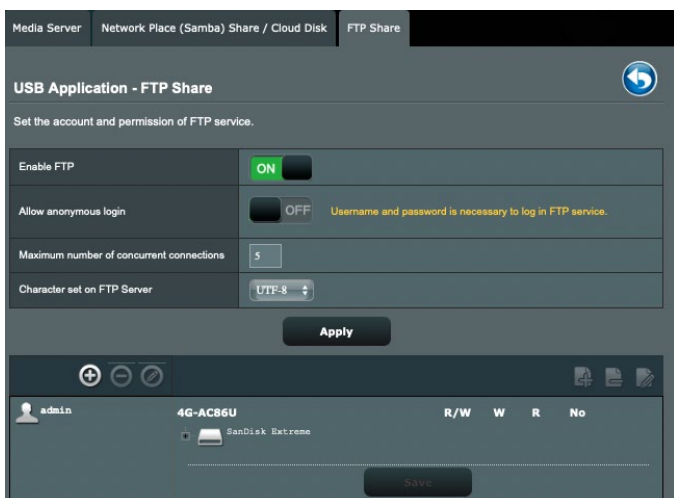 Media Server Network Place (Samba) Share / Cloud Disk FTP Share
USB Application - FTP Share
Set the account and permission of FTP service.
Enable FTP ON
Allow anonymous login OFF Username and password is necessary to log in FTP service.
Maximum number of concurrent connections 5
Character set on FTP Server UTF-8
Apply
admin 4G-AC86U R/W W R No
SanDisk Extreme
Save